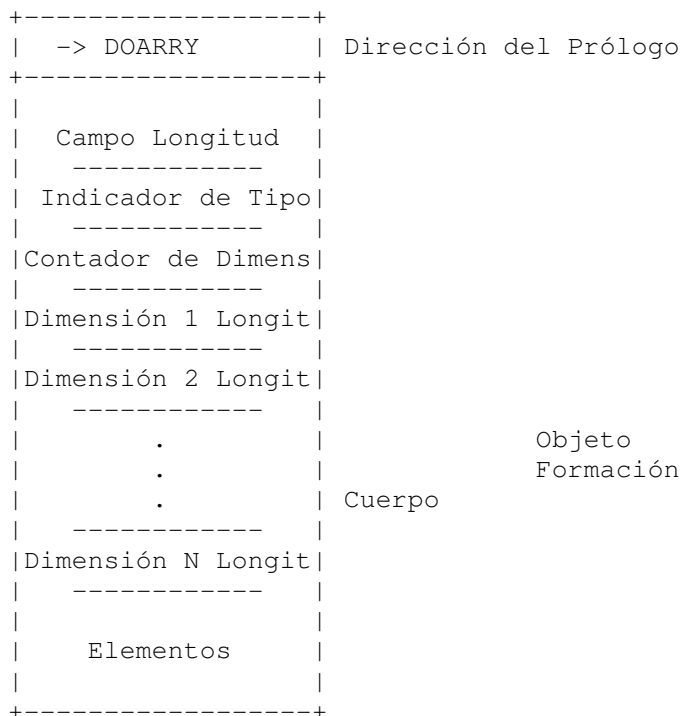 +------------------+
|  -> DOARRY       | Dirección del Prólogo
+------------------+
|                  |
|  Campo Longitud  |
|   ------------   |
| Indicador de Tipo|
|   ------------   |
|Contador de Dimens|
|   ------------   |
|Dimensión 1 Longit|
|   ------------   |
|Dimensión 2 Longit|
|   ------------   |
|        .         |             Objeto
|        .         |             Formación
|        .         | Cuerpo
|   ------------   |
|Dimensión N Longit|
|   ------------   |
|                  |
|    Elementos     |
|                  |
+------------------+